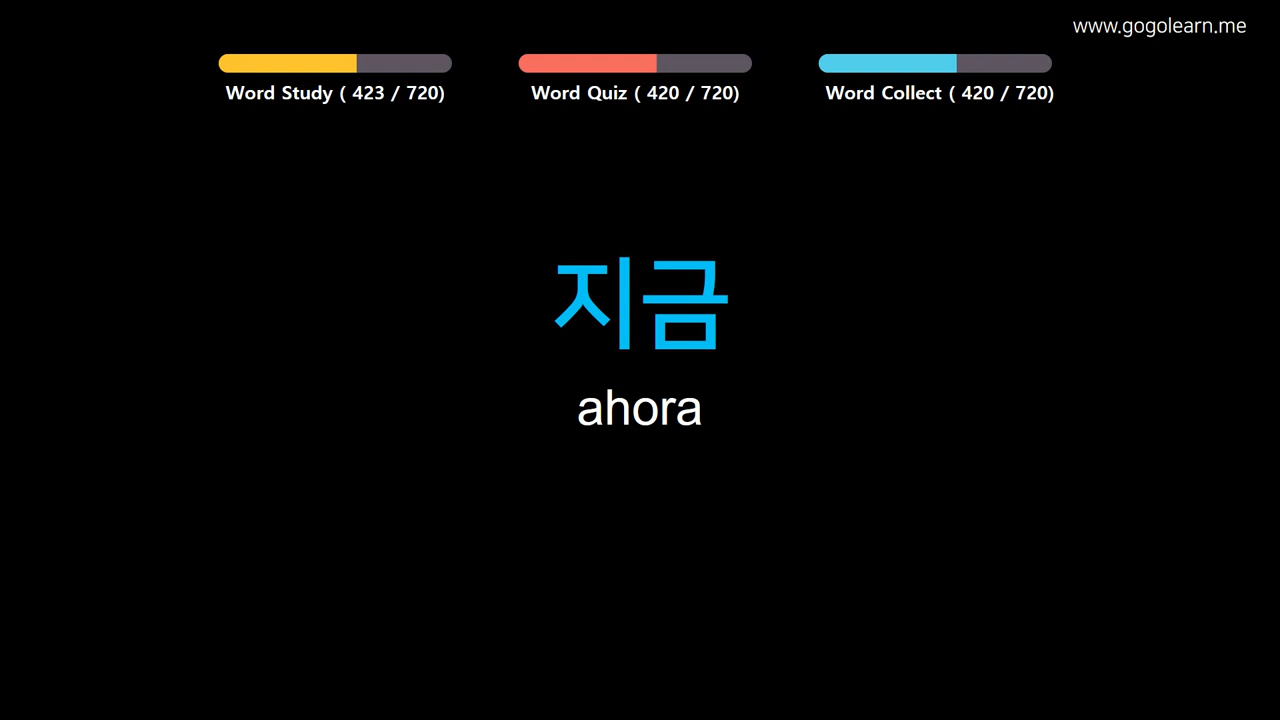 www.gogolearn.me
Word Study ( 423 / 720)
Word Quiz ( 420 / 720)
Word Collect ( 420 / 720)
지금
ahora